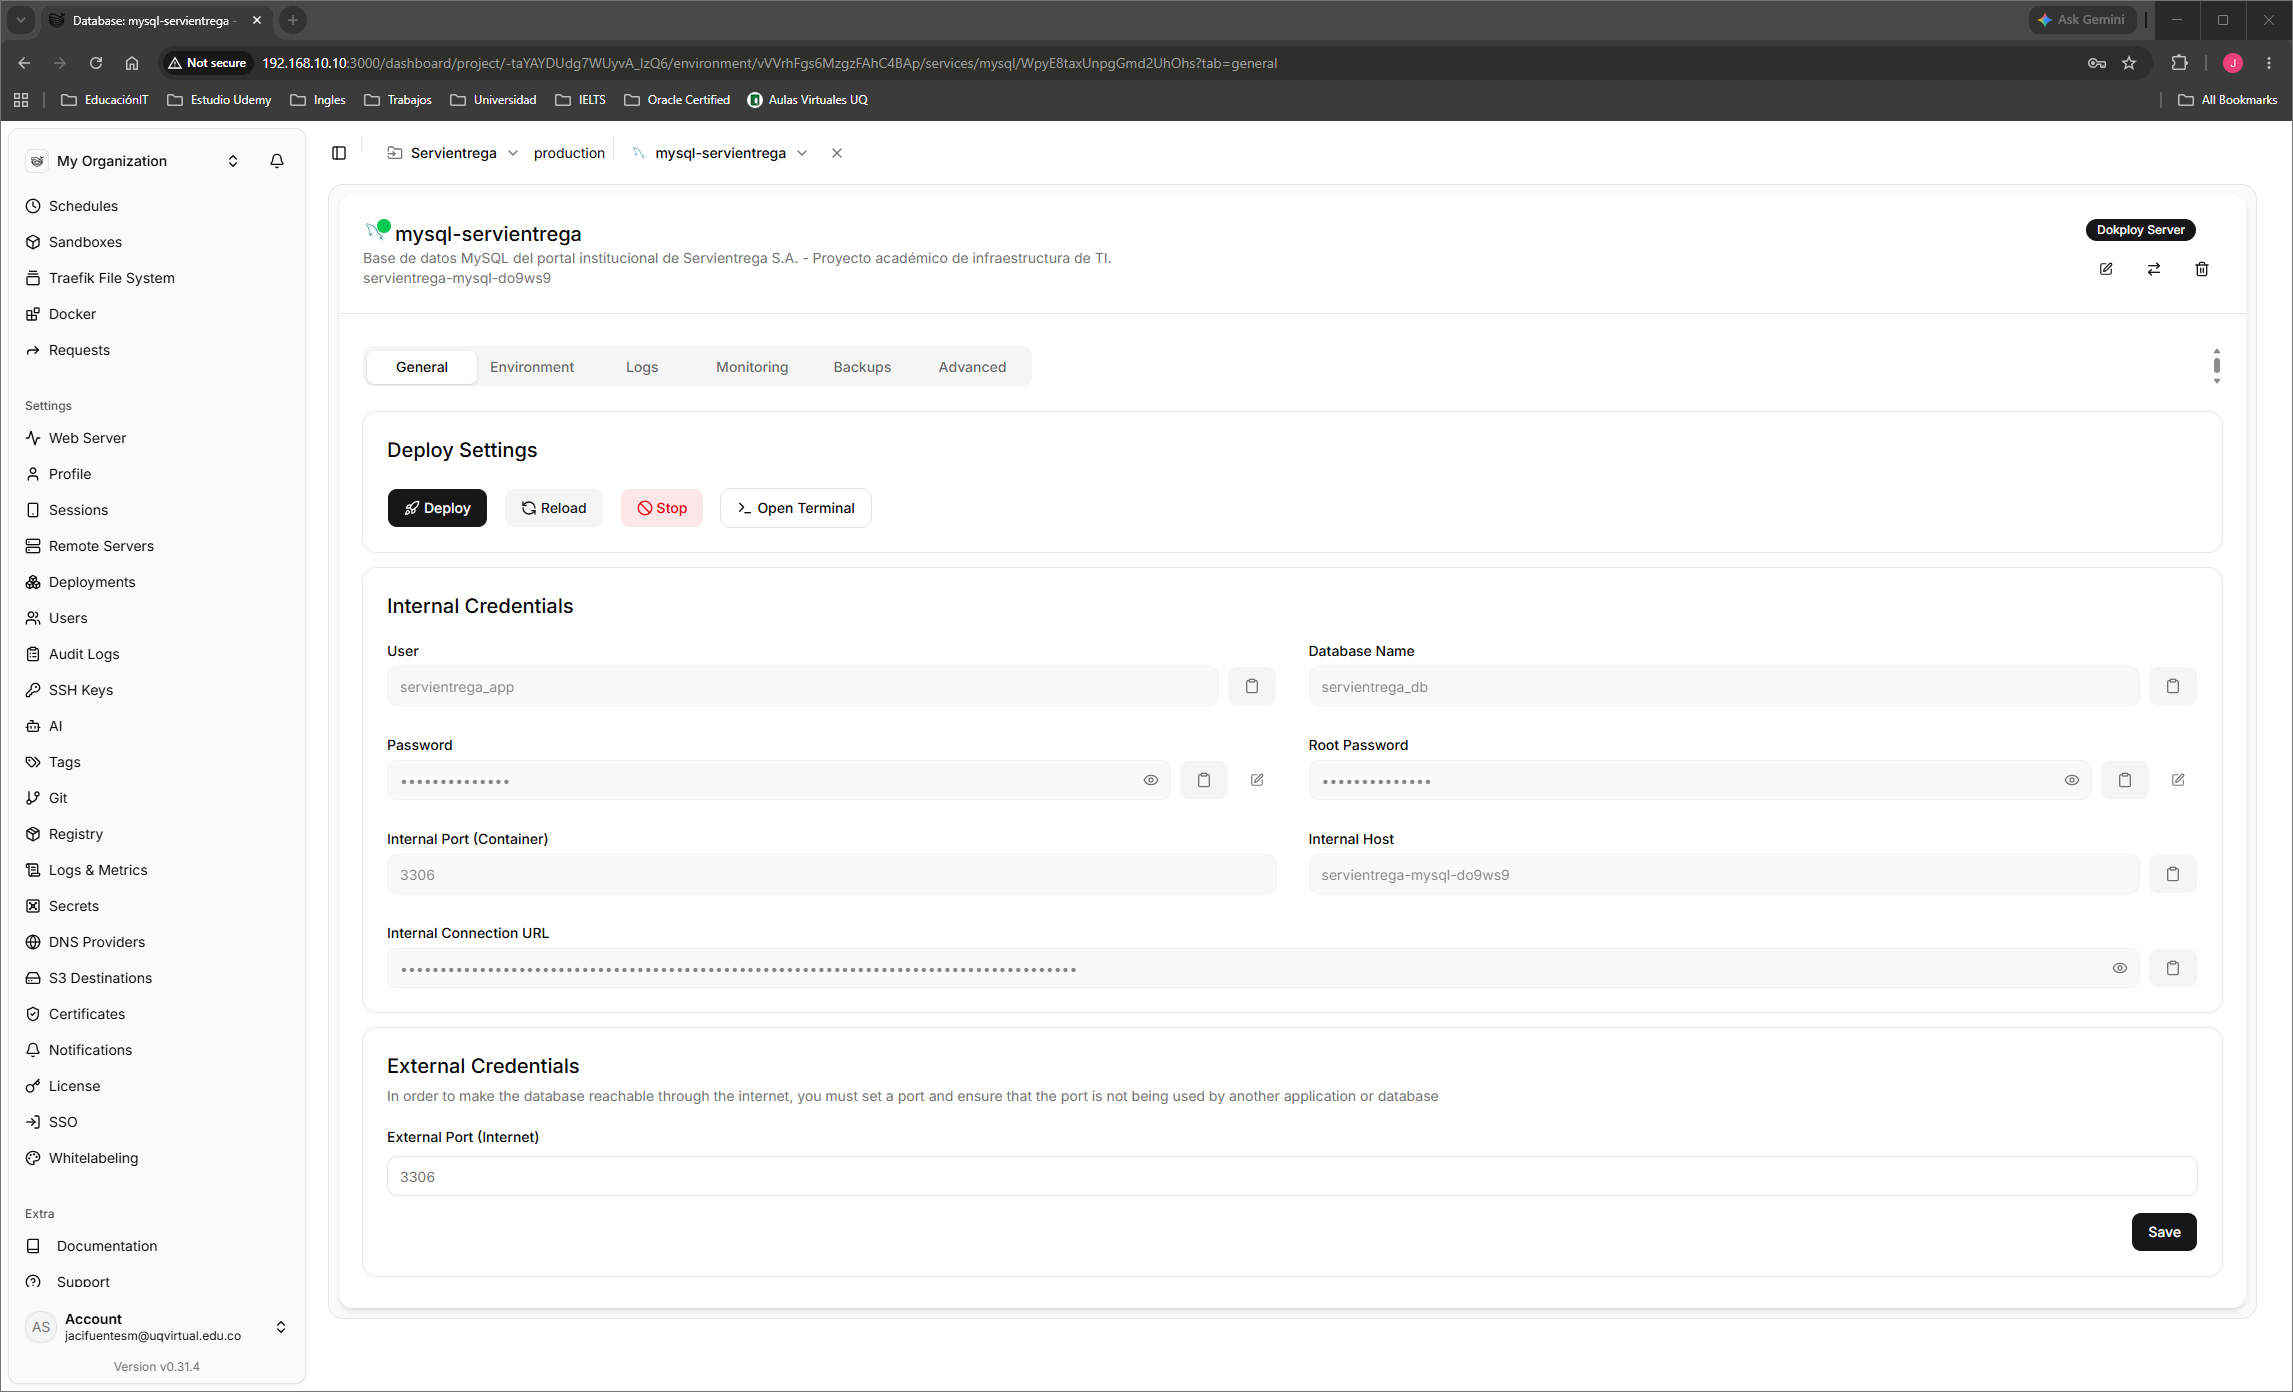 Database: mysql-servientrega -
Ask Gemini
Not secure
192.168.10.10:3000/dashboard/project/-taYAYDUdg7WUyvA_IzQ6/environment/vVVrhFgs6MzgzFAhC4BAp/services/mysql/WpyE8taxUnpgGmd2UhOhs?tab=general
J
EducaciónIT
Estudio Udemy
Ingles
Trabajos
Universidad
IELTS
Oracle Certified
Aulas Virtuales UQ
All Bookmarks
My Organization
Schedules
Sandboxes
Traefik File System
Docker
Requests
Settings
Web Server
Profile
Sessions
Remote Servers
Deployments
Users
Audit Logs
SSH Keys
AI
Tags
Git
Registry
Logs & Metrics
Secrets
DNS Providers
S3 Destinations
Certificates
Notifications
License
SSO
Whitelabeling
Extra
Documentation
Support
AS
Account
jacifuentesm@uqvirtual.edu.co
Version v0.31.4
Servientrega
production
mysql-servientrega
mysql-servientrega
Dokploy Server
Base de datos MySQL del portal institucional de Servientrega S.A. - Proyecto académico de infraestructura de TI.
servientrega-mysql-do9ws9
General
Environment
Logs
Monitoring
Backups
Advanced
Deploy Settings
Deploy
Reload
Stop
Open Terminal
Internal Credentials
User
servientrega_app
Database Name
servientrega_db
Password
Root Password
Internal Port (Container)
3306
Internal Host
servientrega-mysql-do9ws9
Internal Connection URL
External Credentials
In order to make the database reachable through the internet, you must set a port and ensure that the port is not being used by another application or database
External Port (Internet)
3306
Save